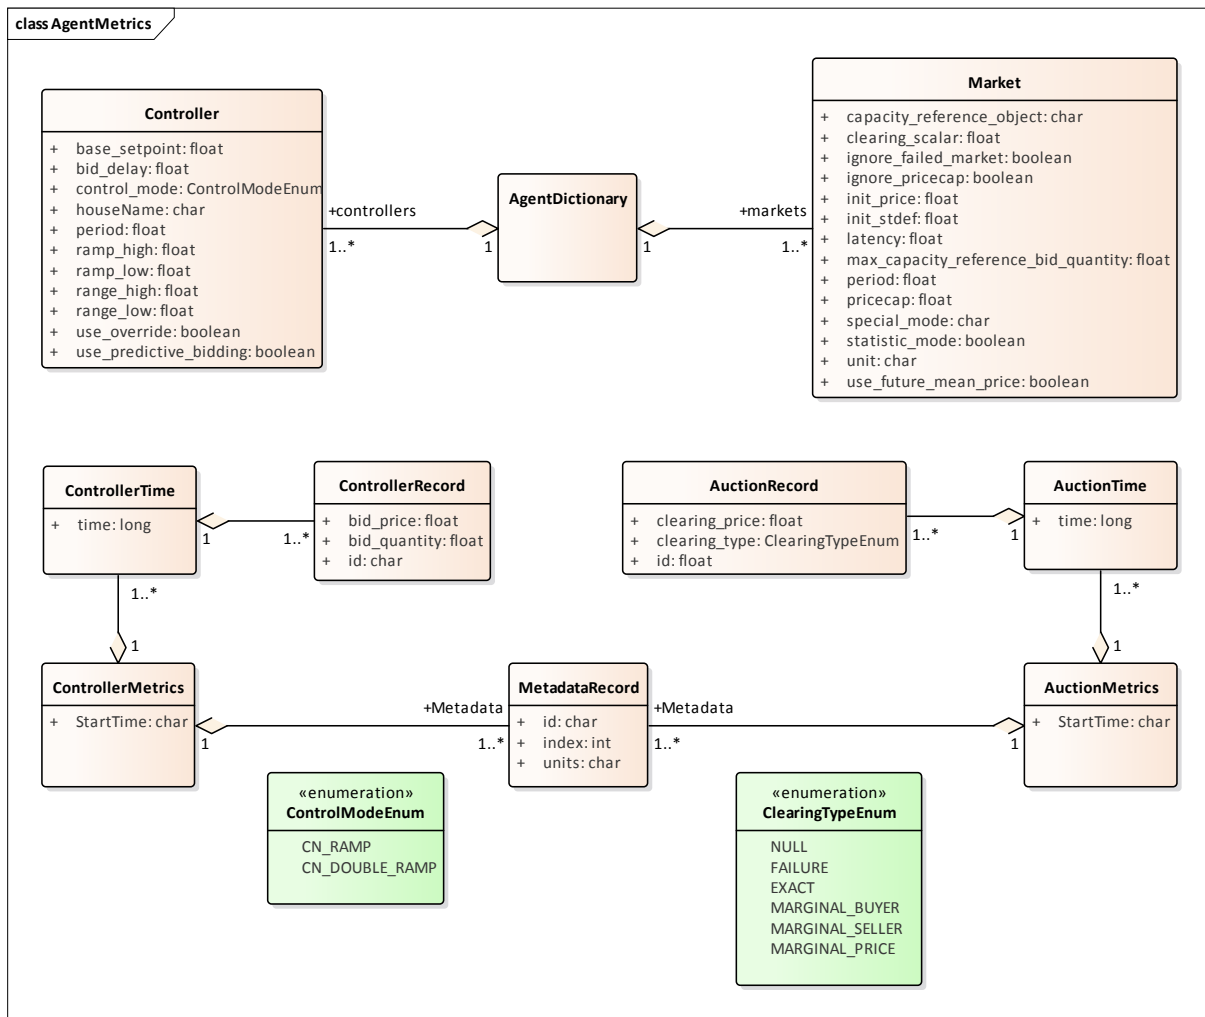 class AgentMetrics
Controller
+ base_setpoint: float
+ bid_delay: float
+ control_mode: ControlModeEnum
+ houseName: char
+ period: float
+ ramp_high: float
+ ramp_low: float
+ range_high: float
+ range_low: float
+ use_override: boolean
+ use_predictive_bidding: boolean
+controllers
1..*
1
AgentDictionary
1
+markets
1..*
Market
+ capacity_reference_object: char
+ clearing_scalar: float
+ ignore_failed_market: boolean
+ ignore_pricecap: boolean
+ init_price: float
+ init_stdef: float
+ latency: float
+ max_capacity_reference_bid_quantity: float
+ period: float
+ pricecap: float
+ special_mode: char
+ statistic_mode: boolean
+ unit: char
+ use_future_mean_price: boolean
ControllerTime
+ time: long
1
1..*
ControllerRecord
+ bid_price: float
+ bid_quantity: float
+ id: char
AuctionRecord
+ clearing_price: float
+ clearing_type: ClearingTypeEnum
+ id: float
1..*
1
AuctionTime
+ time: long
1..*
1
1..*
1
ControllerMetrics
+ StartTime: char
1
+Metadata
1..*
MetadataRecord
+ id: char
+ index: int
+ units: char
+Metadata
1..*
1
AuctionMetrics
+ StartTime: char
«enumeration»
ControlModeEnum
CN_RAMP
CN_DOUBLE_RAMP
«enumeration»
ClearingTypeEnum
NULL
FAILURE
EXACT
MARGINAL_BUYER
MARGINAL_SELLER
MARGINAL_PRICE